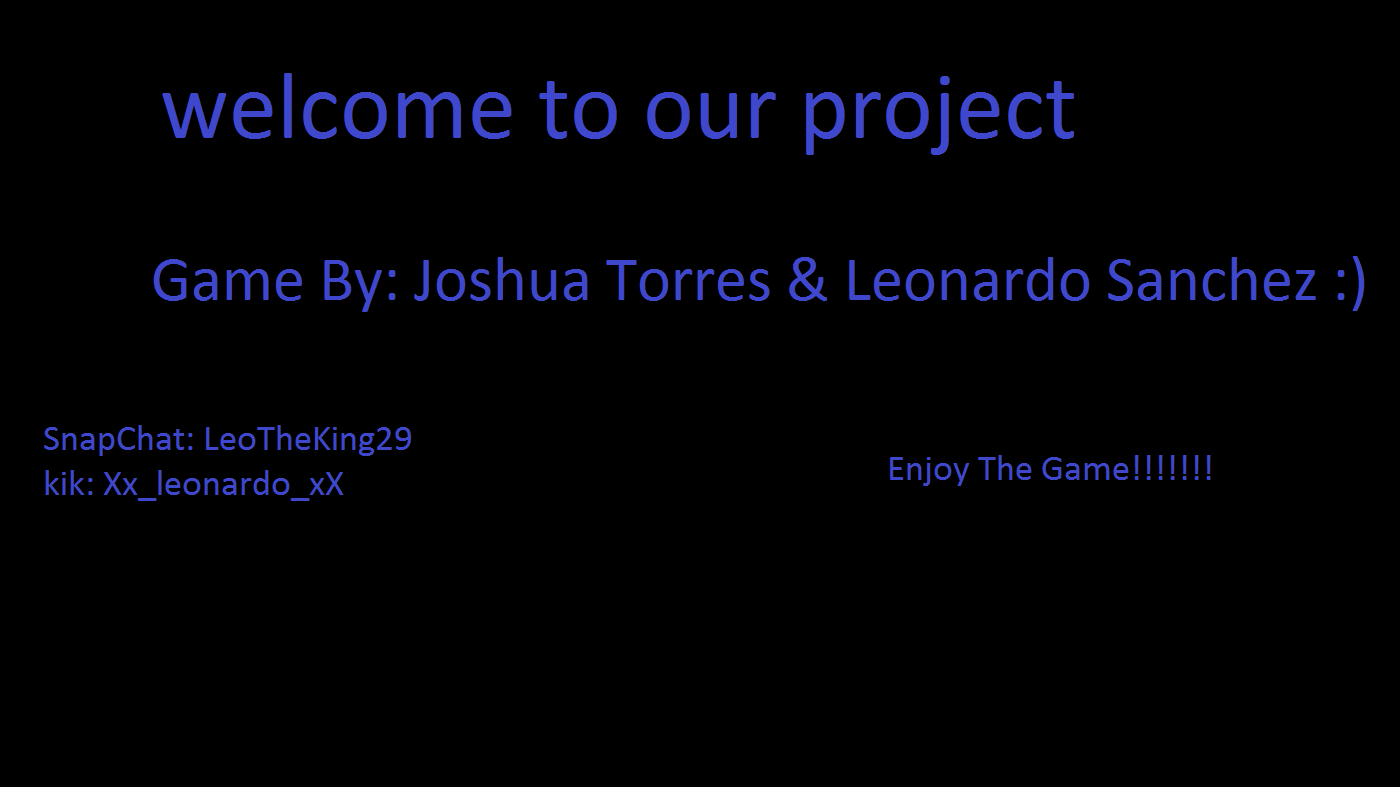 welcome to our project
Game By: Joshua Torres & Leonardo Sanchez :)
SnapChat: LeoTheKing29
kik: Xx_leonardo_xX
Enjoy The Game!!!!!!!